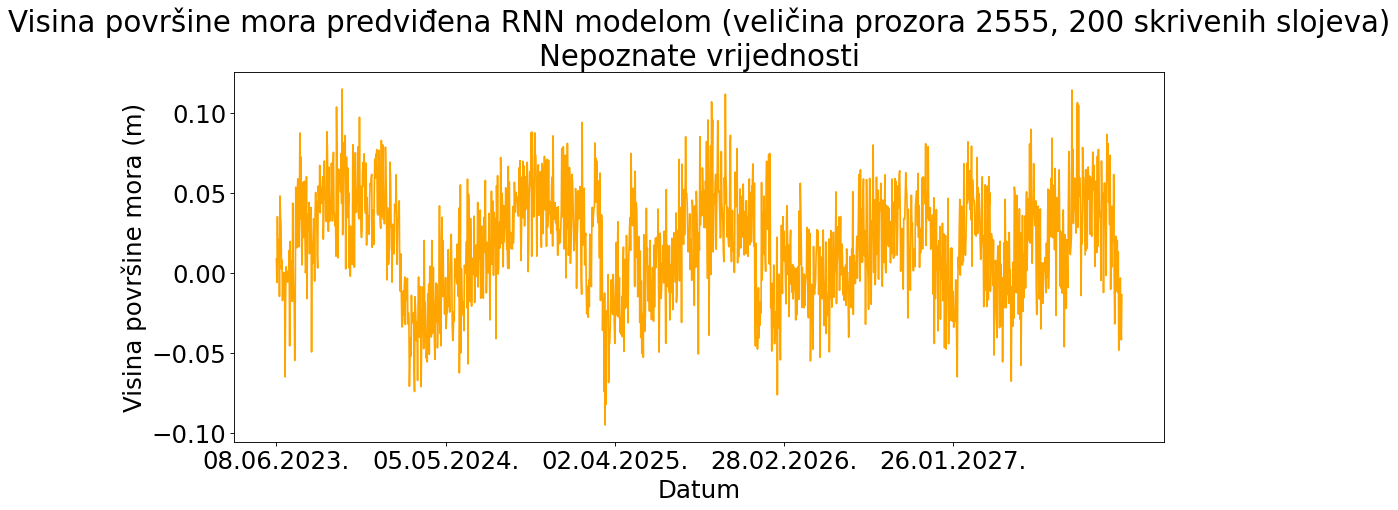 Visina površine mora predviđena RNN modelom (veličina prozora 2555, 200 skrivenih slojeva)
Nepoznate vrijednosti
Visina površine mora (m)
0.10
0.05
0.00
−0.05
−0.10
08.06.2023. 05.05.2024. 02.04.2025. 28.02.2026. 26.01.2027.
Datum